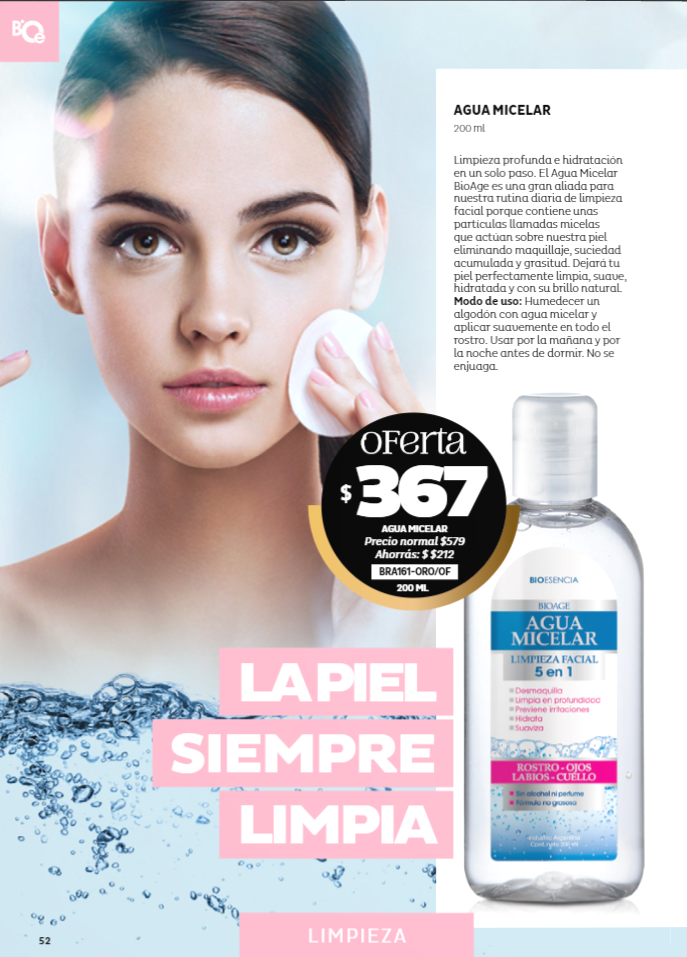 BiOe
AGUA MICELAR
200 ml
Limpieza profunda e hidratación
en un solo paso. El Agua Micelar
BioAge es una gran aliada para
nuestra rutina diaria de limpieza
facial porque contiene unas
partículas llamadas micelas
que actúan sobre nuestra piel
eliminando maquillaje, suciedad
acumulada y grasitud. Dejará tu
piel perfectamente limpia, suave,
hidratada y con su brillo natural.
Modo de uso: Humedecer un
algodón con agua micelar y
aplicar suavemente en todo el
rostro. Usar por la mañana y por
la noche antes de dormir. No se
enjuaga.
OFerta
$ 367
AGUA MICELAR
Precio normal $579
Ahorrás: $ $212
BRA161-ORO/OF
200 ML
BIOESENCIA
BIOAGE
AGUA
MICELAR
LIMPIEZA FACIAL
5 en 1
Desmaquilla
Limpia en profundidad
Previene irritaciones
Hidrata
Suaviza
ROSTRO - OJOS
LABIOS - CUELLO
Sin alcohol ni perfume
Fórmula no grasosa
Industria Argentina
LA PIEL
SIEMPRE
LIMPIA
52
LIMPIEZA